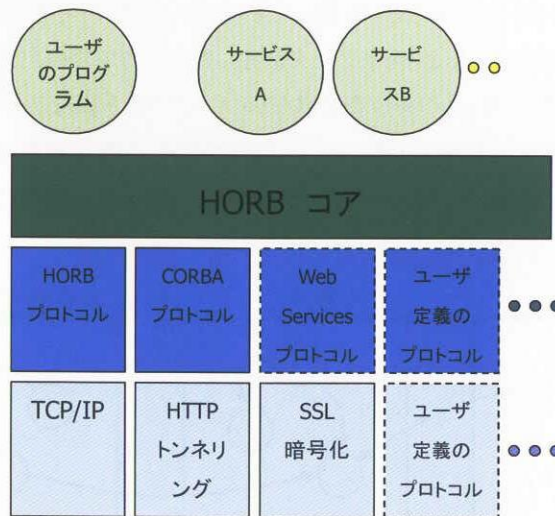 ユーザ
のプログ
ラム
サービス
A
サービ
スB
HORB コア
HORB
プロトコル
CORBA
プロトコル
Web
Services
プロトコル
ユーザ
定義の
プロトコル
TCP/IP
HTTP
トンネリ
ング
SSL
暗号化
ユーザ
定義の
プロトコル